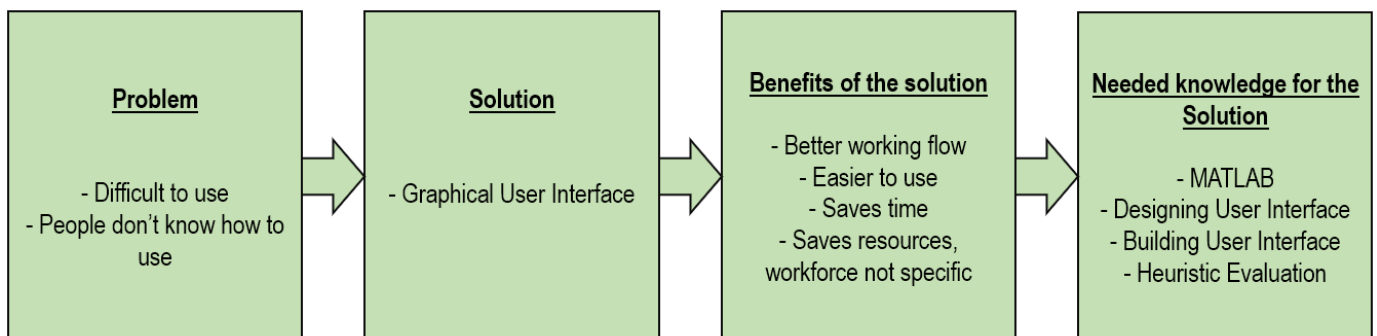 Problem
- Difficult to use
- People don’t know how to
use
Solution
- Graphical User Interface
Benefits of the solution
- Better working flow
- Easier to use
- Saves time
- Saves resources,
workforce not specific
Needed knowledge for the
Solution
- MATLAB
- Designing User Interface
- Building User Interface
- Heuristic Evaluation